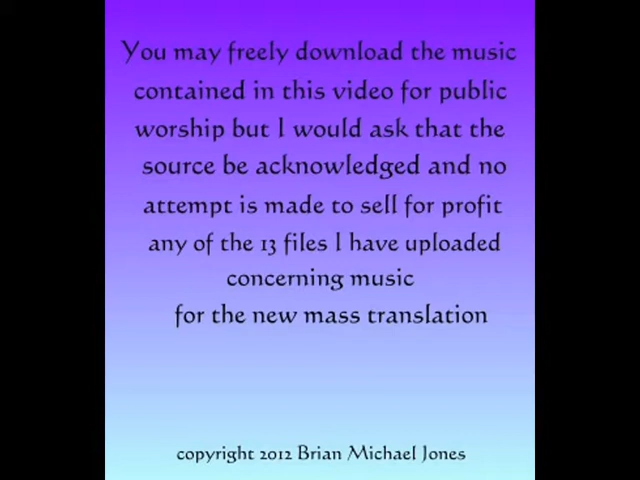 You may freely download the music
contained in this video for public
worship but I would ask that the
source be acknowledged and no
attempt is made to sell for profit
any of the 13 files I have uploaded
concerning music
for the new mass translation
copyright 2012 Brian Michael Jones